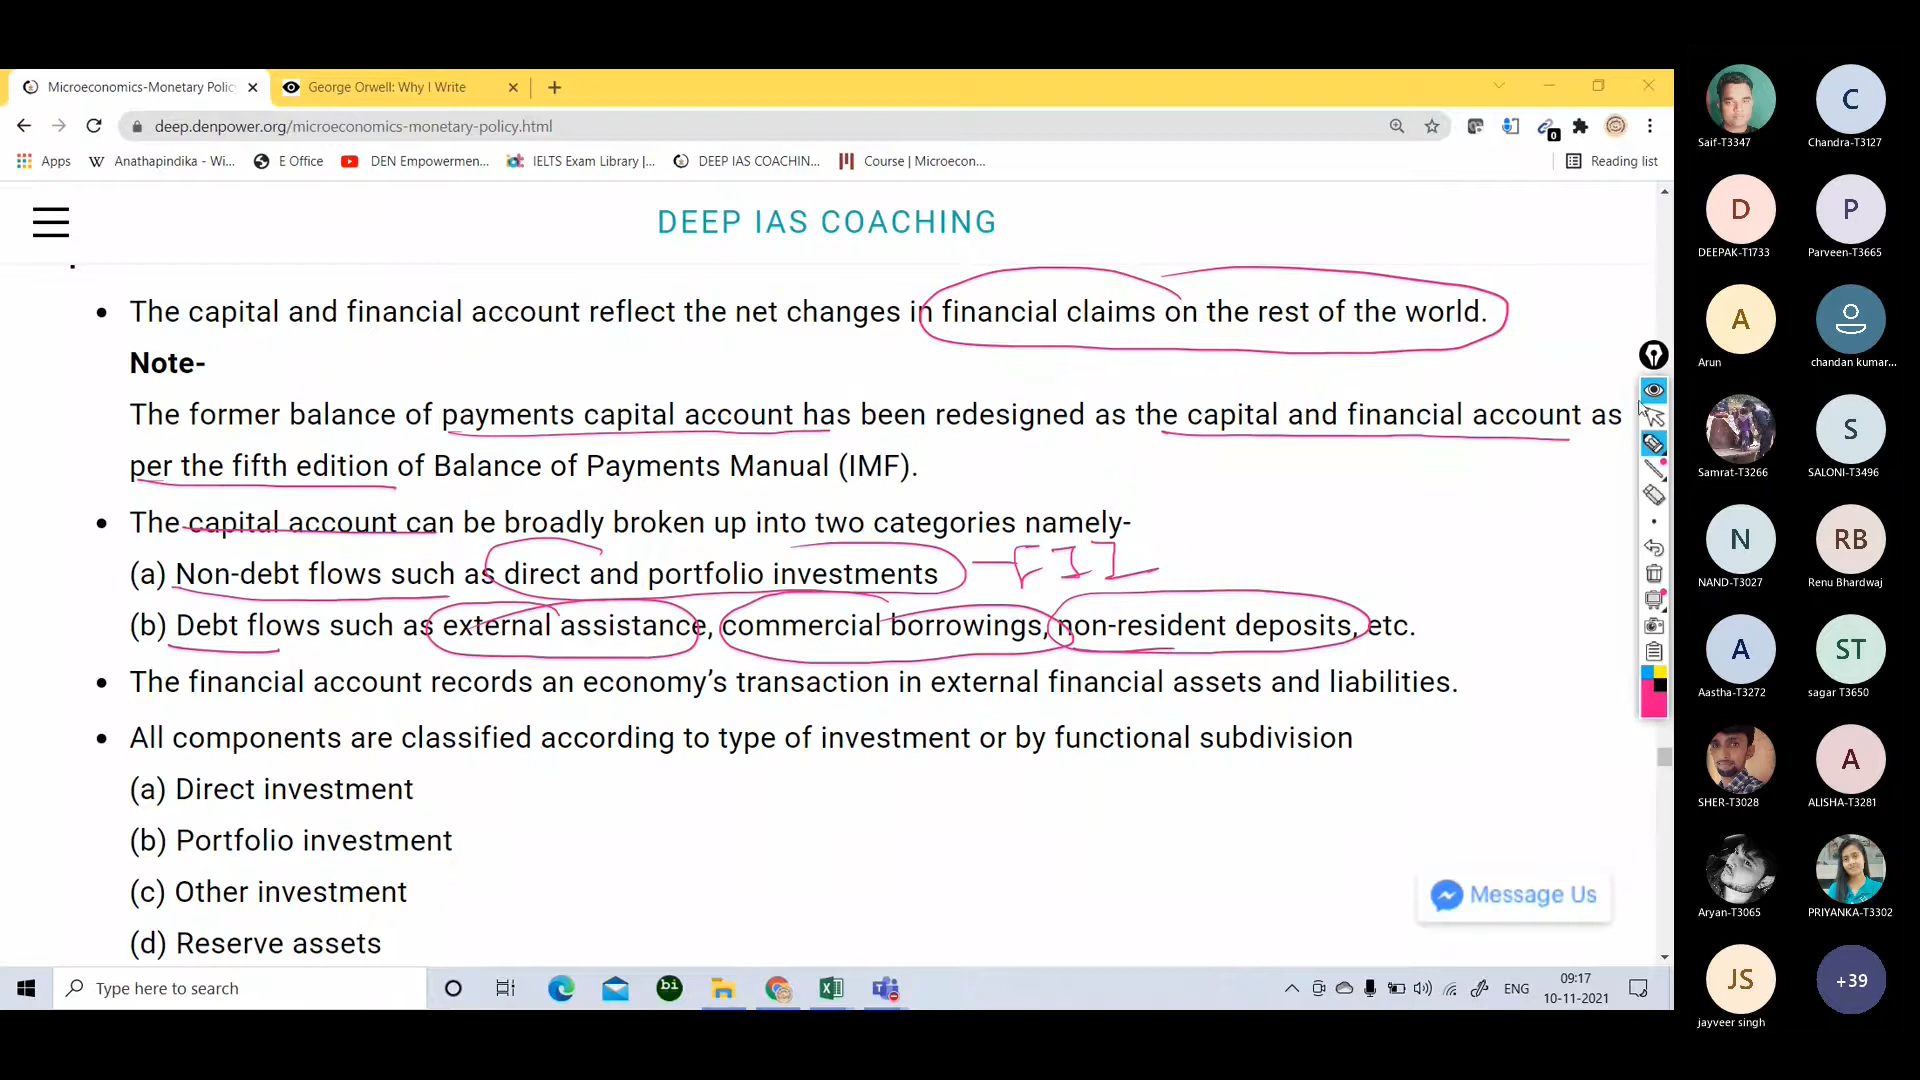 Microeconomics-Monetary Polic
George Orwell: Why I Write
deep.denpower.org/microeconomics-monetary-policy.html
0
Apps
Anathapindika - Wi...
E Office
DEN Empowermen...
IELTS Exam Library |...
DEEP IAS COACHIN...
Course | Microecon...
Reading list
DEEP IAS COACHING
• The capital and financial account reflect the net changes in financial claims on the rest of the world.
Note-
The former balance of payments capital account has been redesigned as the capital and financial account as
per the fifth edition of Balance of Payments Manual (IMF).
• The capital account can be broadly broken up into two categories namely-
(a) Non-debt flows such as direct and portfolio investments
(b) Debt flows such as external assistance, commercial borrowings, non-resident deposits, etc.
• The financial account records an economy’s transaction in external financial assets and liabilities.
• All components are classified according to type of investment or by functional subdivision
(a) Direct investment
(b) Portfolio investment
(c) Other investment
(d) Reserve assets
Message Us
Type here to search
bi
ENG
09:17
10-11-2021
Saif-T3347
C
Chandra-T3127
D
DEEPAK-T1733
P
Parveen-T3665
A
Arun
chandan kumar...
Samrat-T3266
S
SALONI-T3496
N
NAND-T3027
RB
Renu Bhardwaj
A
Aastha-T3272
ST
sagar T3650
SHER-T3028
A
ALISHA-T3281
Aryan-T3065
PRIYANKA-T3302
JS
jayveer singh
+39